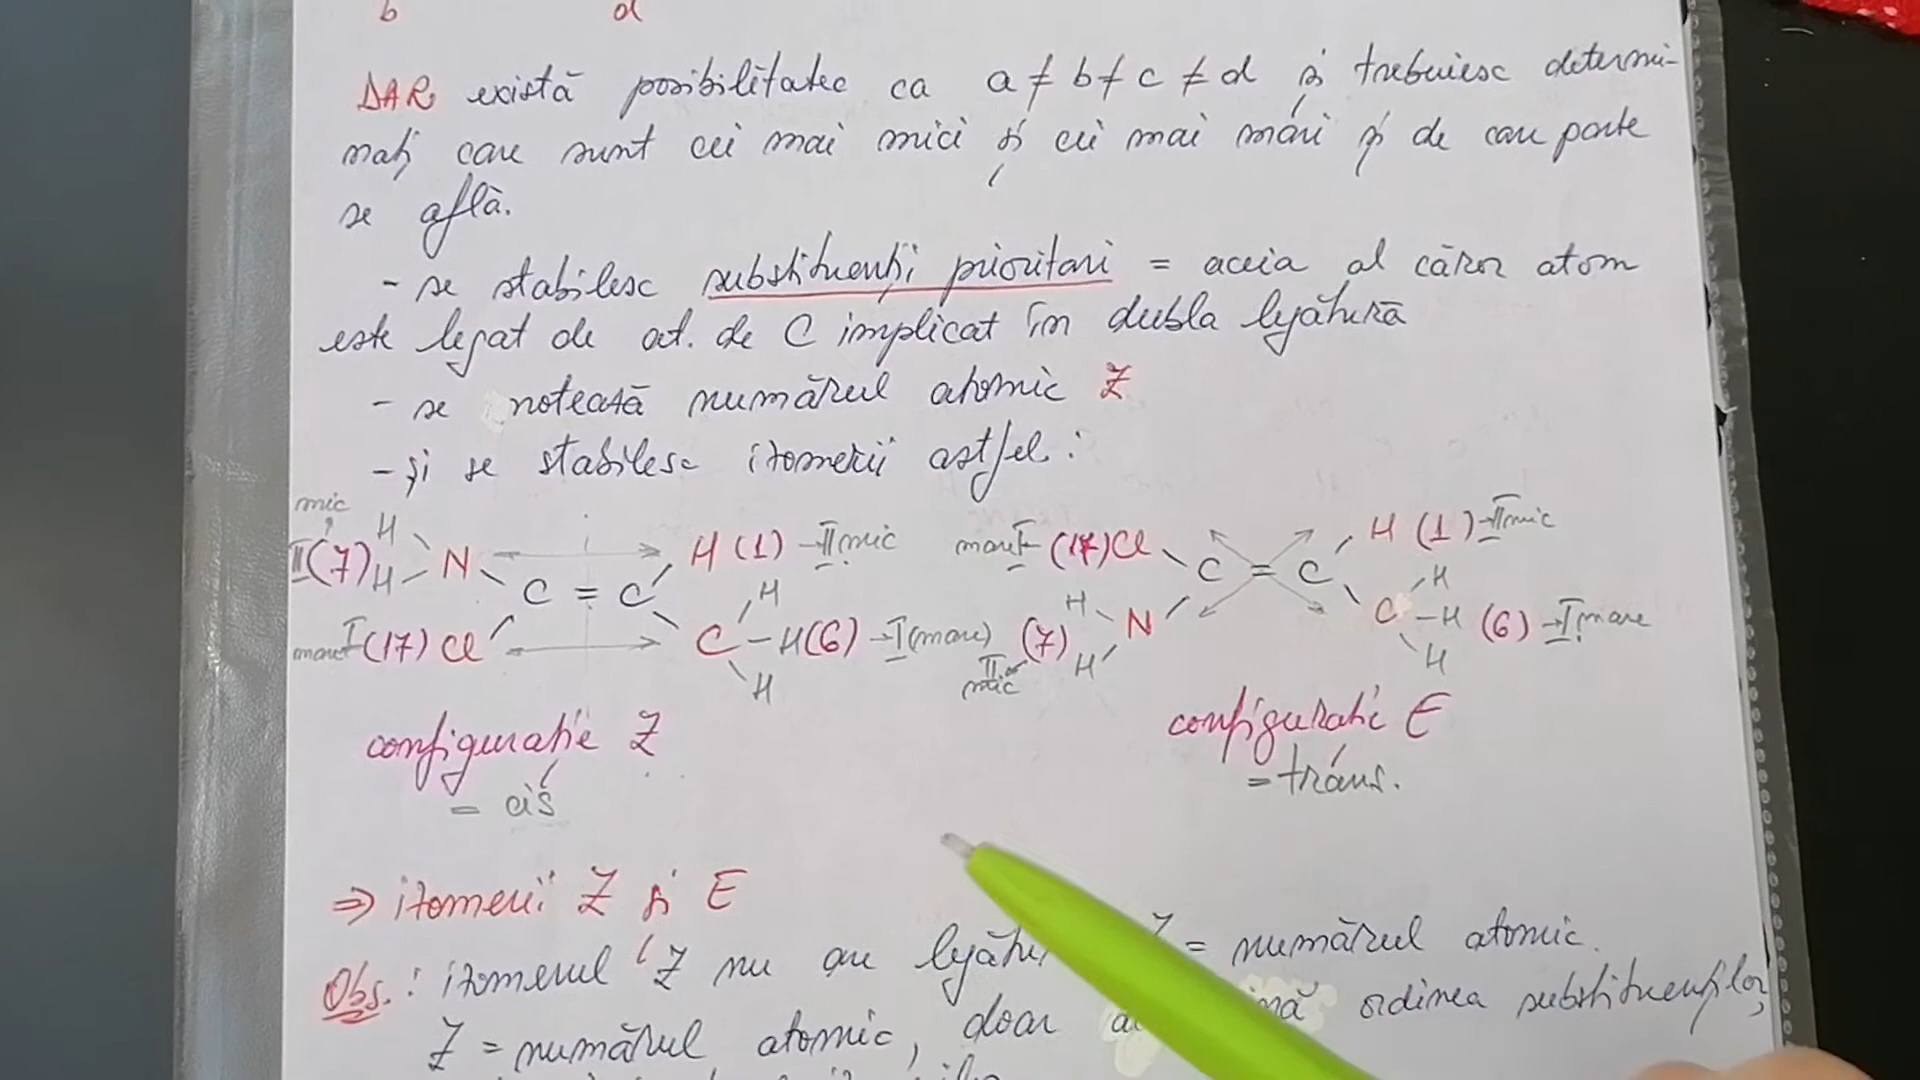 b d
DAR există posibilitatea ca a ≠ b ≠ c ≠ d și trebuiesc determi-
nați care sunt cei mai mici și cei mai mari și de care parte
se află.
- se stabilesc substituenți prioritari = aceia al căror atom
este legat de at. de C implicat în dubla legătură
- se notează numărul atomic Z
- și se stabilesc izomerii astfel:
mic
II (7) H H N H (1) → II mic mare I (17) Cl H (1) → II mic
C = C C = C
mare I (17) Cl C H H H (6) → I (mare) (7) II mic H H N C H H H (6) → I mare
configurație Z configurație E
= cis = trans.
⇒ izomerii Z și E
Obs.: izomerul Z nu are Z = numărul atomic.
Z = numărul atomic, doar ordinea substituenților,